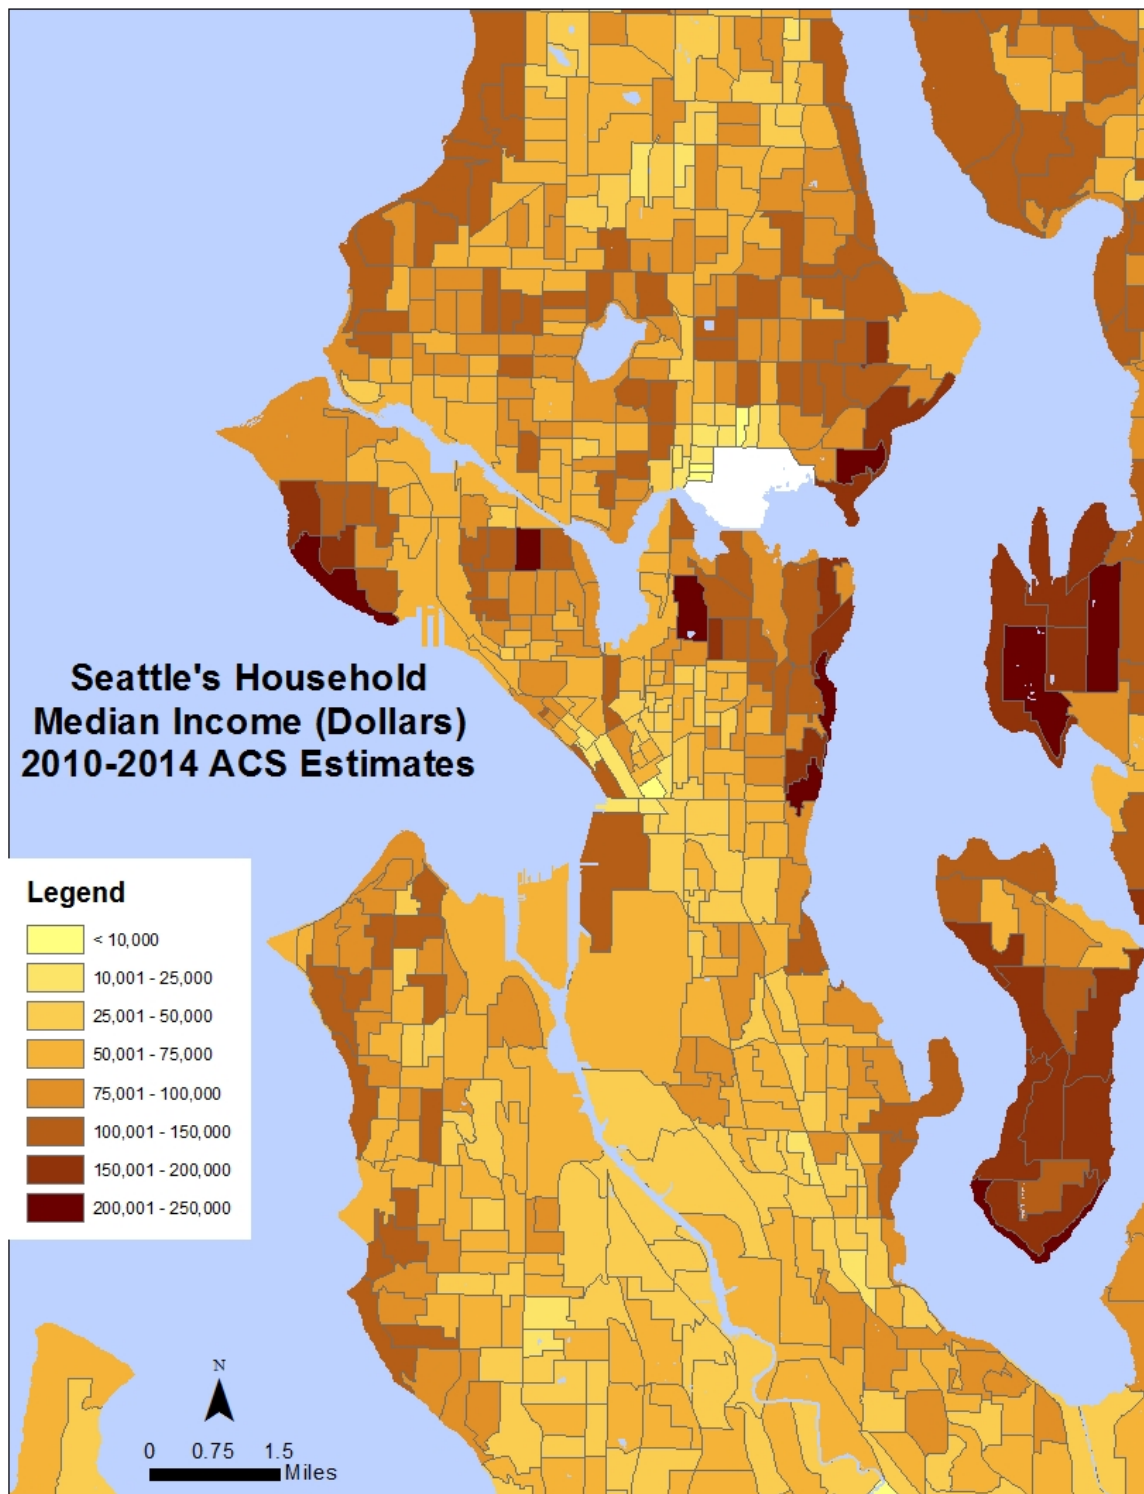 Seattle's Household
Median Income (Dollars)
2010-2014 ACS Estimates
Legend
< 10,000
10,001 - 25,000
25,001 - 50,000
50,001 - 75,000
75,001 - 100,000
100,001 - 150,000
150,001 - 200,000
200,001 - 250,000
N
0 0.75 1.5
Miles